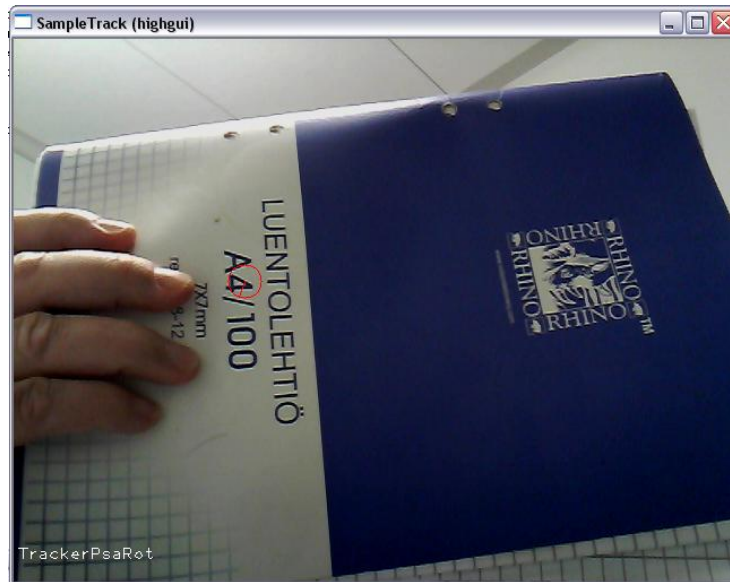 SampleTrack (highgui)
LUENTOLEHTIÖ
A4/100
7X7mm
RHINO
RHINO
RHINO
RHINO
TM
TrackerPsaRot